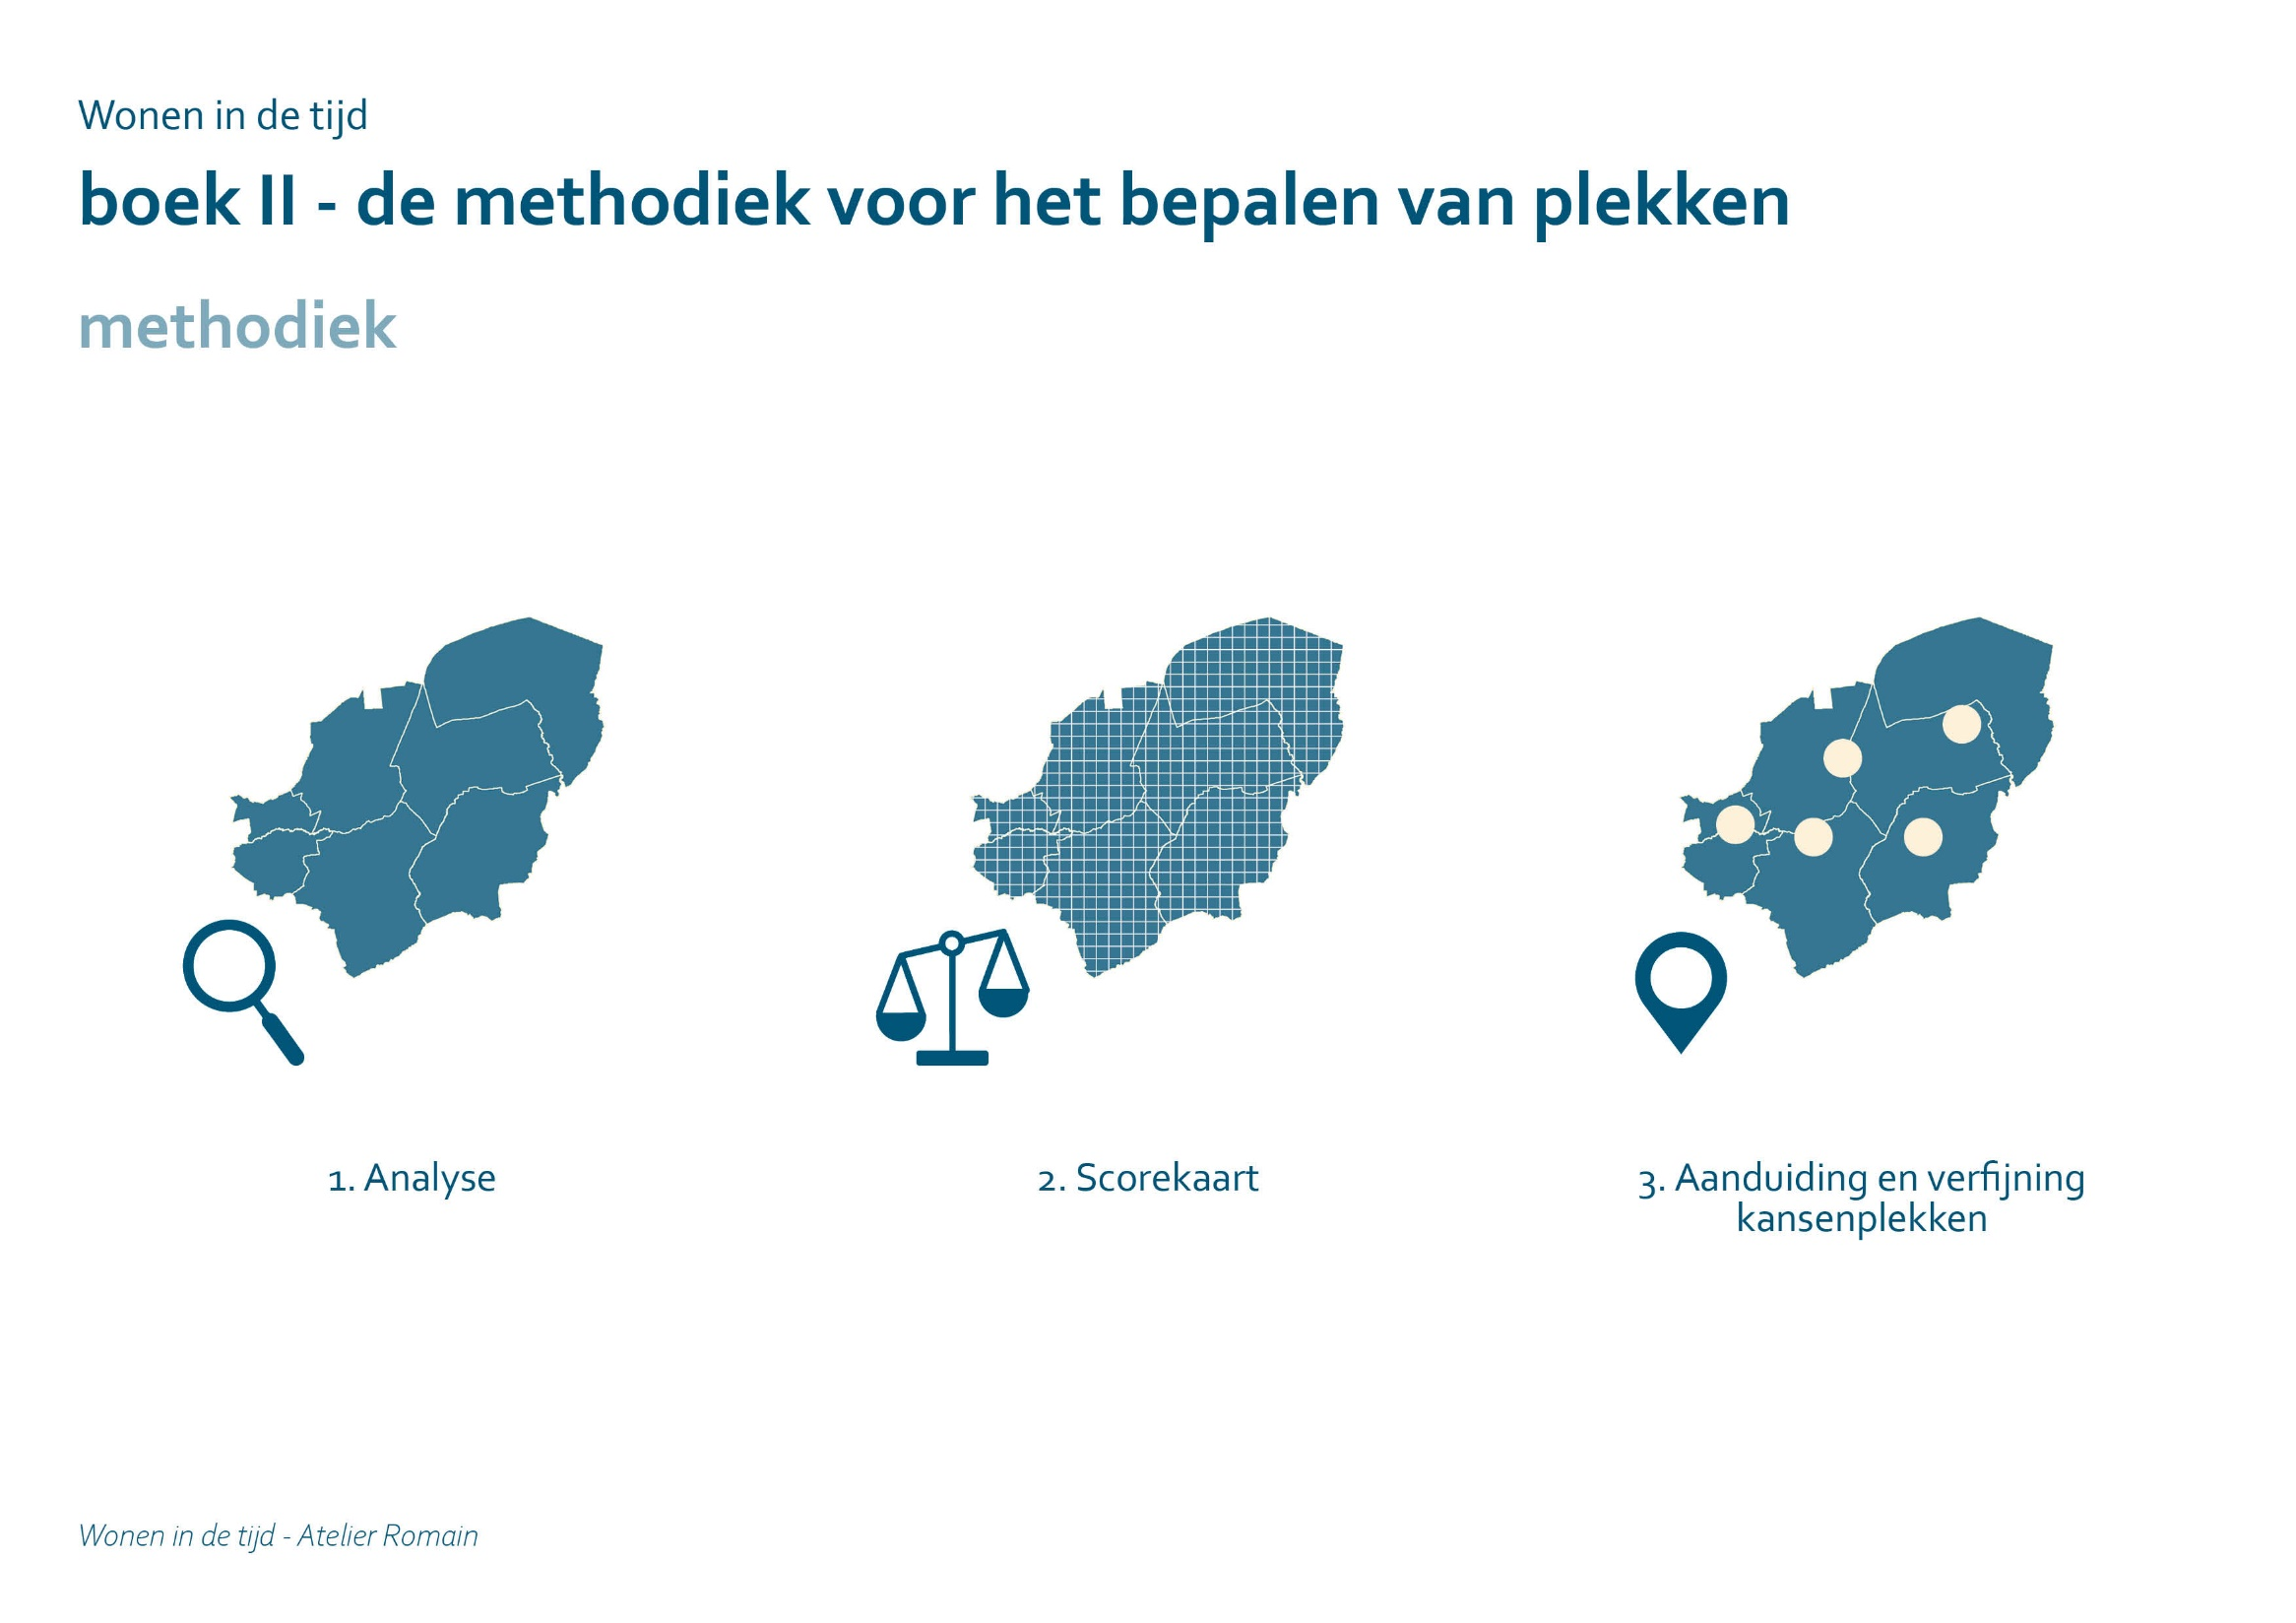 Wonen in de tijd
boek II - de methodiek voor het bepalen van plekken
methodiek
1. Analyse
2. Scorekaart
3. Aanduiding en verfijning
kansenplekken
Wonen in de tijd - Atelier Romain